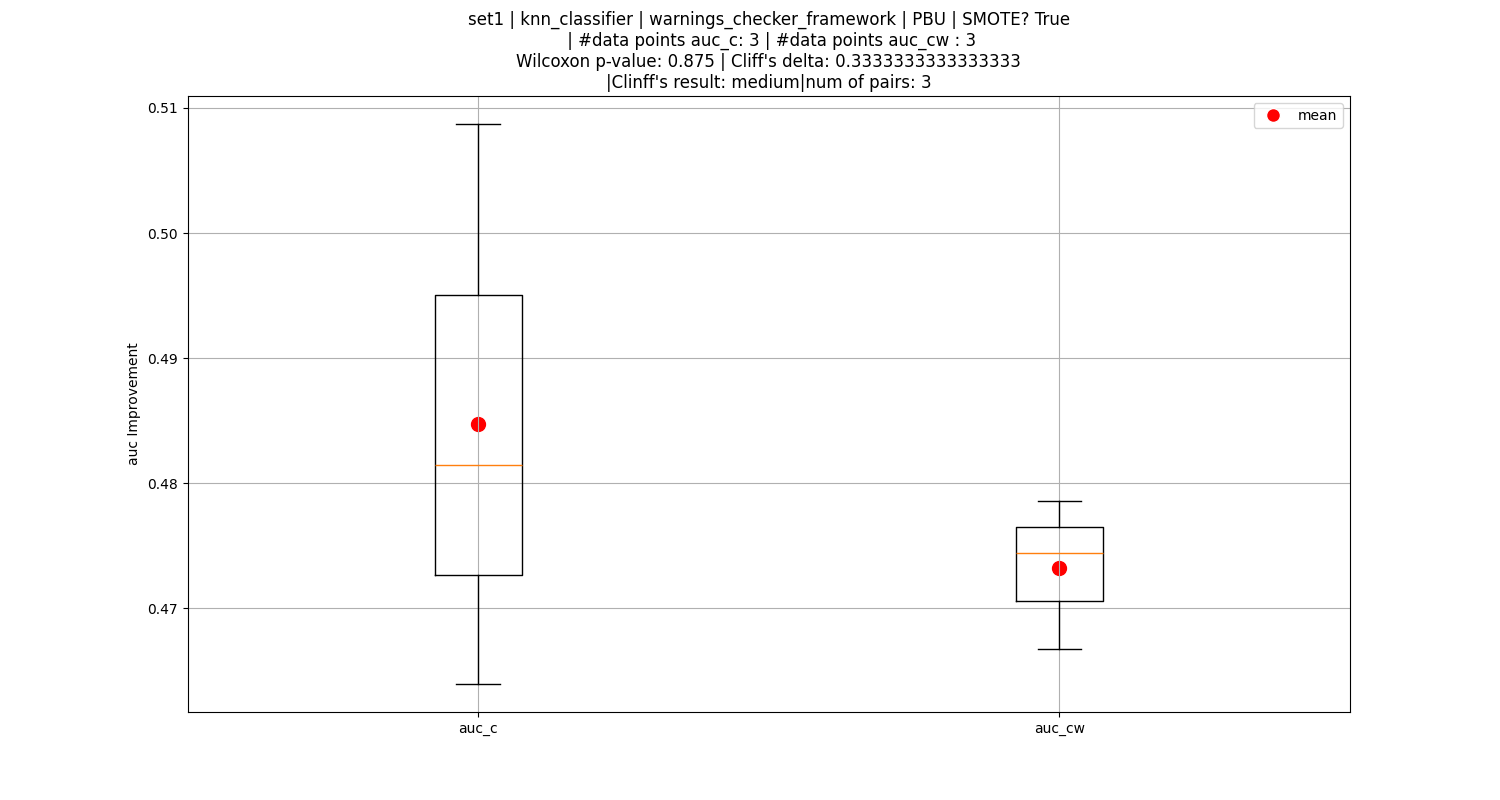 set1 | knn_classifier | warnings_checker_framework | PBU | SMOTE? True
| #data points auc_c: 3 | #data points auc_cw : 3
Wilcoxon p-value: 0.875 | Cliff's delta: 0.3333333333333333
|Clinff's result: medium|num of pairs: 3
mean
0.51
0.50
0.49
0.48
0.47
auc Improvement
auc_c
auc_cw